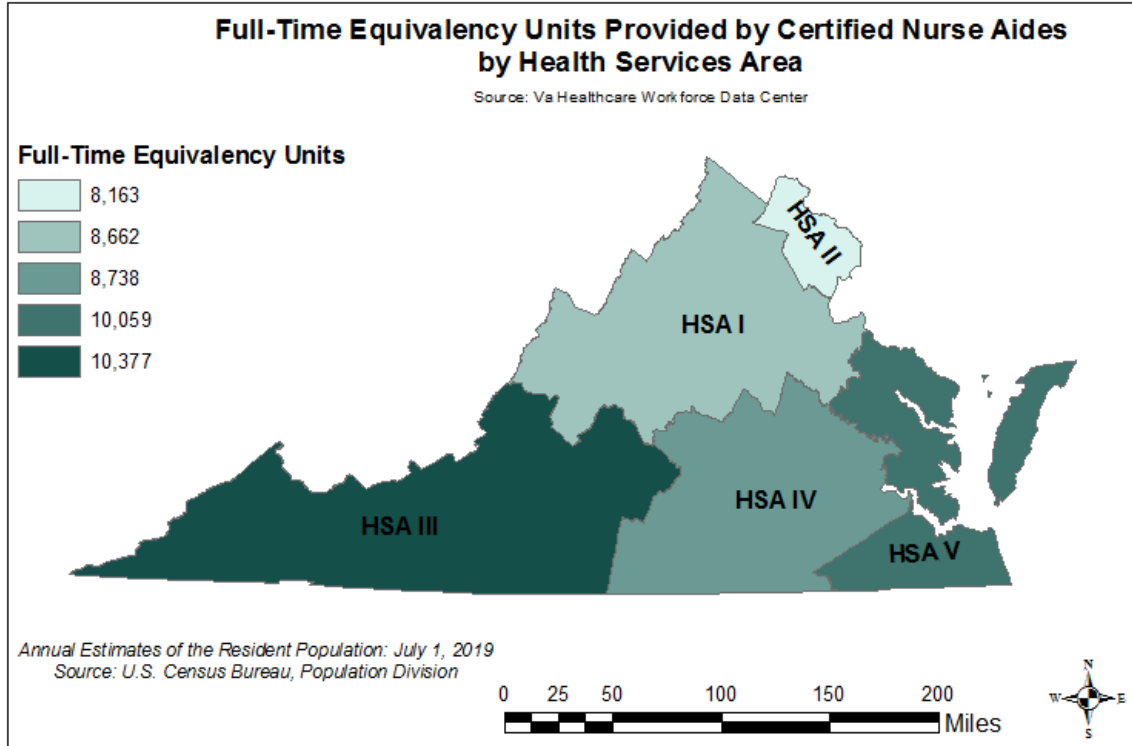 Full-Time Equivalency Units Provided by Certified Nurse Aides
by Health Services Area
Source: Va Healthcare Workforce Data Center
Full-Time Equivalency Units
8,163
8,662
8,738
10,059
10,377
HSA II
HSA I
HSA III
HSA IV
HSA V
Annual Estimates of the Resident Population: July 1, 2019
Source: U.S. Census Bureau, Population Division
0 25 50 100 150 200
Miles
N
W E
S